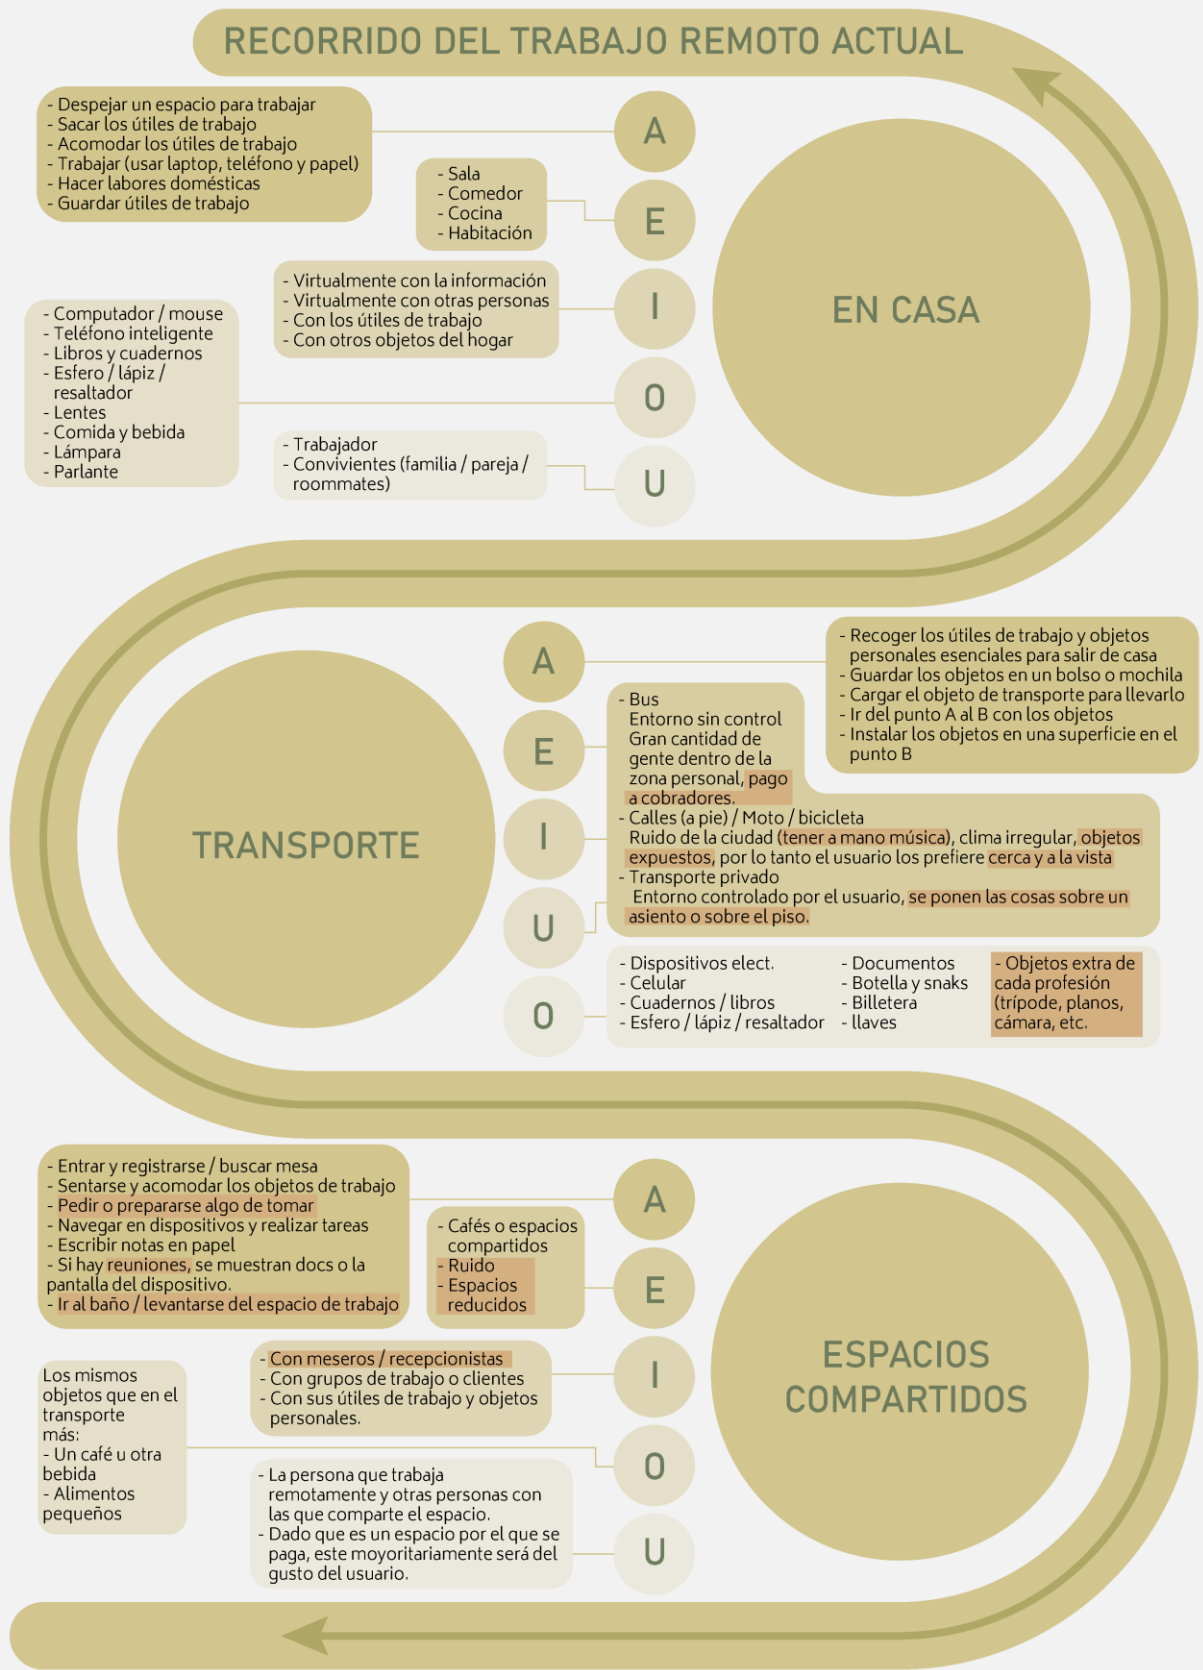 RECORRIDO DEL TRABAJO REMOTO ACTUAL
A
- Despejar un espacio para trabajar
- Sacar los útiles de trabajo
- Acomodar los útiles de trabajo
- Trabajar (usar laptop, teléfono y papel)
- Hacer labores domésticas
- Guardar útiles de trabajo
E
- Sala
- Comedor
- Cocina
- Habitación
I
- Virtualmente con la información
- Virtualmente con otras personas
- Con los útiles de trabajo
- Con otros objetos del hogar
O
- Computador / mouse
- Teléfono inteligente
- Libros y cuadernos
- Esfero / lápiz /
resaltador
- Lentes
- Comida y bebida
- Lámpara
- Parlante
U
- Trabajador
- Convivientes (familia / pareja /
roommates)
EN CASA
TRANSPORTE
A
- Recoger los útiles de trabajo y objetos
personales esenciales para salir de casa
- Guardar los objetos en un bolso o mochila
- Cargar el objeto de transporte para llevarlo
- Ir del punto A al B con los objetos
- Instalar los objetos en una superficie en el
punto B
E
I
U
- Bus
Entorno sin control
Gran cantidad de
gente dentro de la
zona personal, pago
a cobradores.
- Calles (a pie) / Moto / bicicleta
Ruido de la ciudad (tener a mano música), clima irregular, objetos
expuestos, por lo tanto el usuario los prefiere cerca y a la vista
- Transporte privado
Entorno controlado por el usuario, se ponen las cosas sobre un
asiento o sobre el piso.
O
- Dispositivos elect.
- Celular
- Cuadernos / libros
- Esfero / lápiz / resaltador
- Documentos
- Botella y snaks
- Billetera
- llaves
- Objetos extra de
cada profesión
(trípode, planos,
cámara, etc.
A
- Entrar y registrarse / buscar mesa
- Sentarse y acomodar los objetos de trabajo
- Pedir o prepararse algo de tomar
- Navegar en dispositivos y realizar tareas
- Escribir notas en papel
- Si hay reuniones, se muestran docs o la
pantalla del dispositivo.
- Ir al baño / levantarse del espacio de trabajo
E
- Cafés o espacios
compartidos
- Ruido
- Espacios
reducidos
I
- Con meseros / recepcionistas
- Con grupos de trabajo o clientes
- Con sus útiles de trabajo y objetos
personales.
O
Los mismos
objetos que en el
transporte
más:
- Un café u otra
bebida
- Alimentos
pequeños
U
- La persona que trabaja
remotamente y otras personas con
las que comparte el espacio.
- Dado que es un espacio por el que se
paga, este moyoritariamente será del
gusto del usuario.
ESPACIOS
COMPARTIDOS